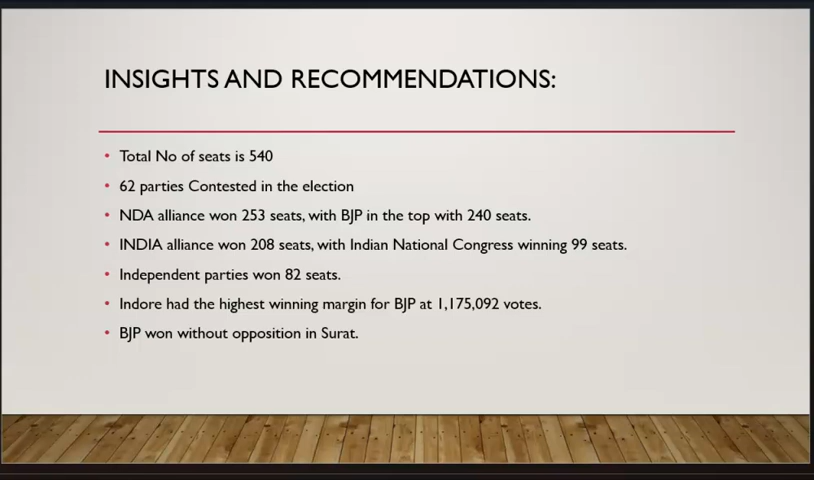 INSIGHTS AND RECOMMENDATIONS:
• Total No of seats is 540
• 62 parties Contested in the election
• NDA alliance won 253 seats, with BJP in the top with 240 seats.
• INDIA alliance won 208 seats, with Indian National Congress winning 99 seats.
• Independent parties won 82 seats.
• Indore had the highest winning margin for BJP at 1,175,092 votes.
• BJP won without opposition in Surat.